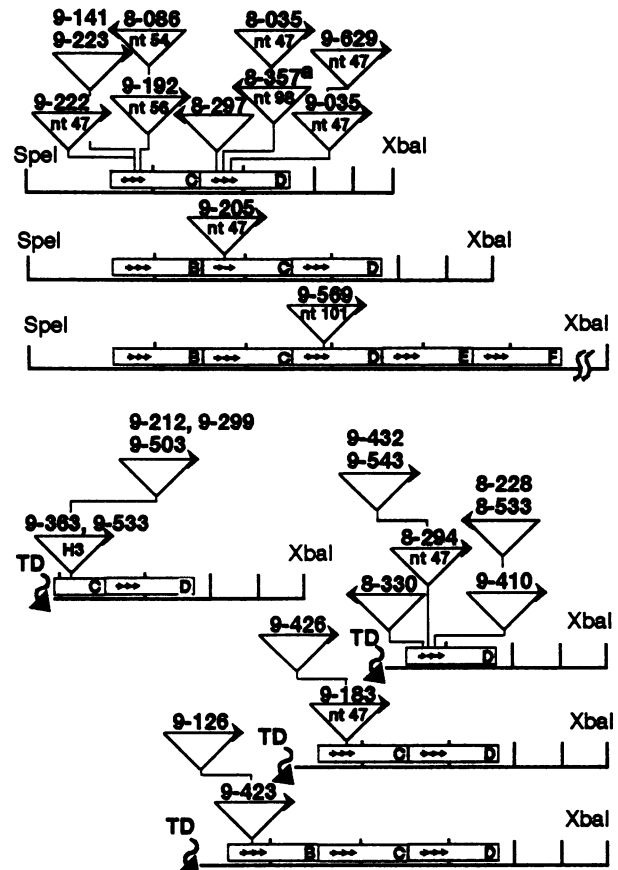 9-141 8-086 8-035
9-223 nt 54 nt 47 9-629
nt 47
9-222 9-192 8-297 8-357a 9-035
nt 47 nt 56 nt 98 nt 47
SpeI XbaI
C D
9-205
nt 47
SpeI XbaI
B C D
9-569
nt 101
SpeI XbaI
B C D E F
9-212, 9-299
9-503
9-432
9-543
8-228
8-533
9-363, 9-533
H3
8-294
nt 47
TD XbaI
C D
8-330 9-410
TD XbaI
D
9-426
9-183
nt 47
TD XbaI
C D
9-126
9-423
TD XbaI
B C D